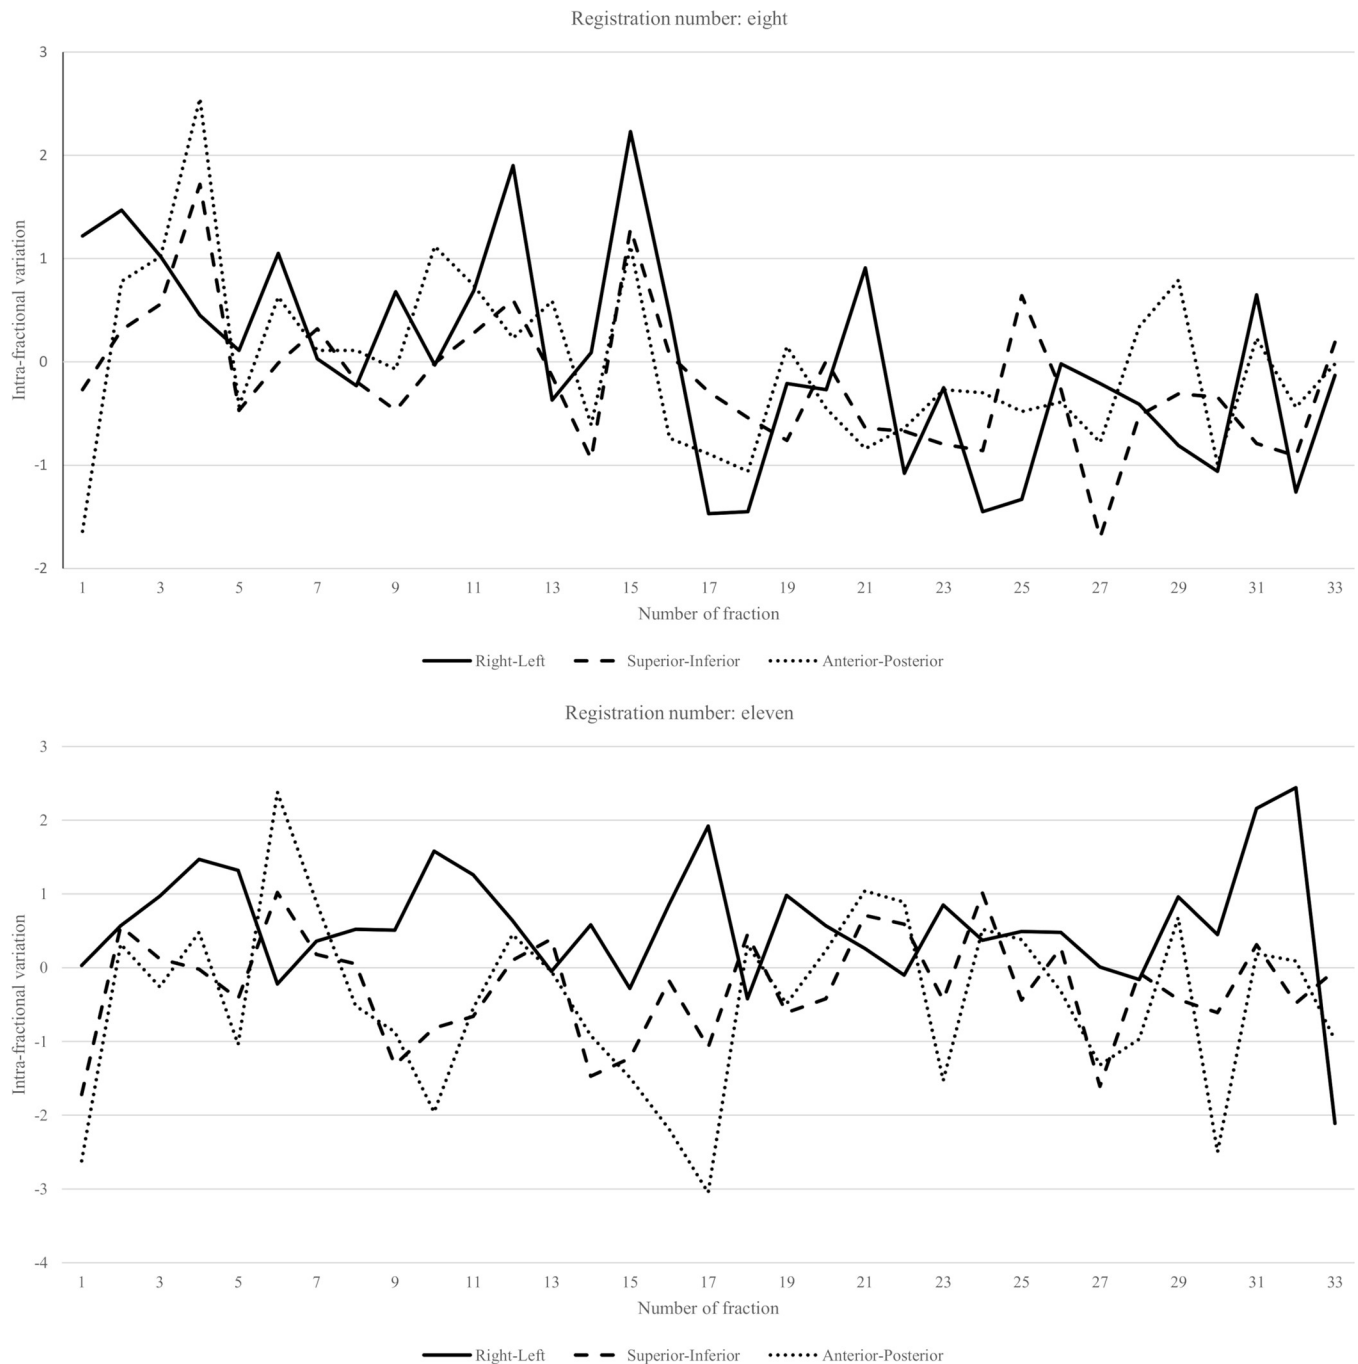 Registration number: eight
3
2
1
0
-1
-2
Intra-fractional variation
1 3 5 7 9 11 13 15 17 19 21 23 25 27 29 31 33
Number of fraction
Right-Left Superior-Inferior Anterior-Posterior
Registration number: eleven
3
2
1
0
-1
-2
-3
-4
Intra-fractional variation
1 3 5 7 9 11 13 15 17 19 21 23 25 27 29 31 33
Number of fraction
Right-Left Superior-Inferior Anterior-Posterior